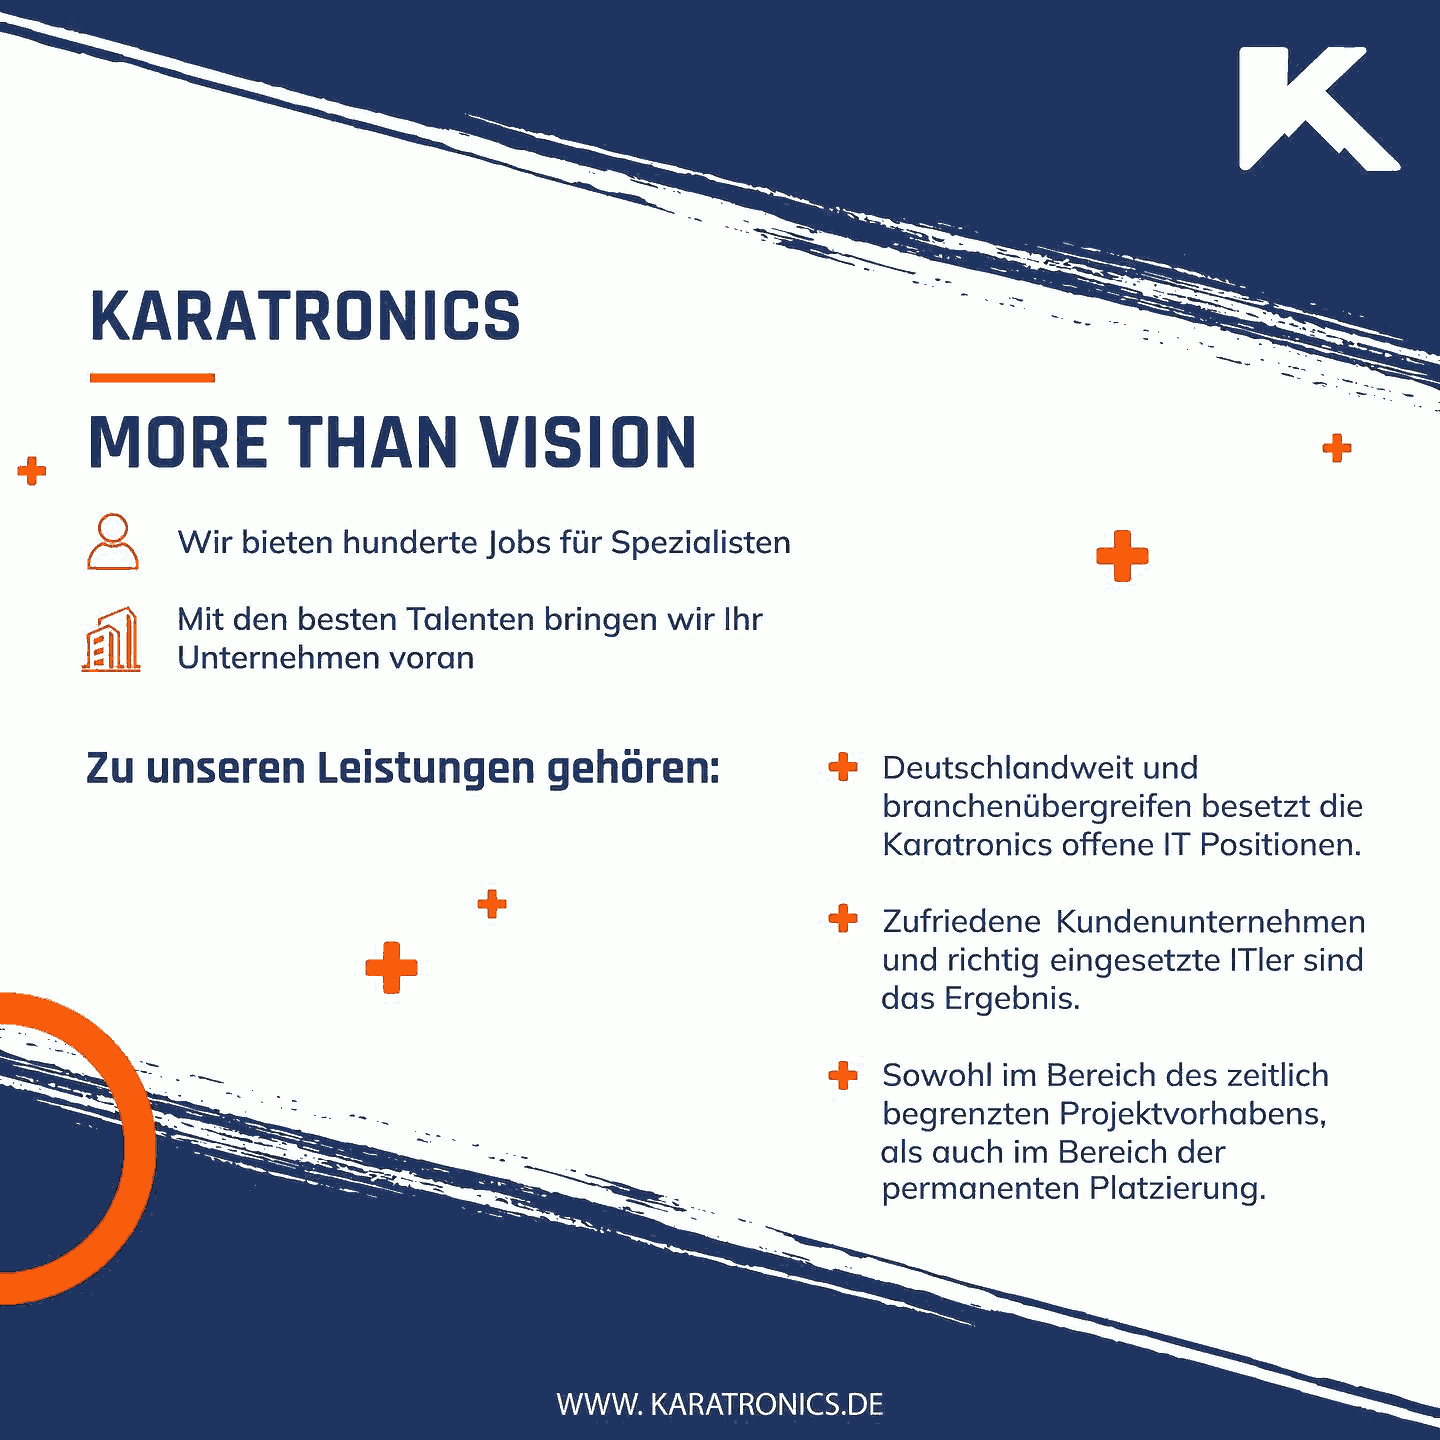 KARATRONICS
MORE THAN VISION
Wir bieten hunderte Jobs für Spezialisten
Mit den besten Talenten bringen wir Ihr
Unternehmen voran
Zu unseren Leistungen gehören:
Deutschlandweit und
branchenübergreifen besetzt die
Karatronics offene IT Positionen.
Zufriedene Kundenunternehmen
und richtig eingesetzte ITler sind
das Ergebnis.
Sowohl im Bereich des zeitlich
begrenzten Projektvorhabens,
als auch im Bereich der
permanenten Platzierung.
WWW. KARATRONICS.DE